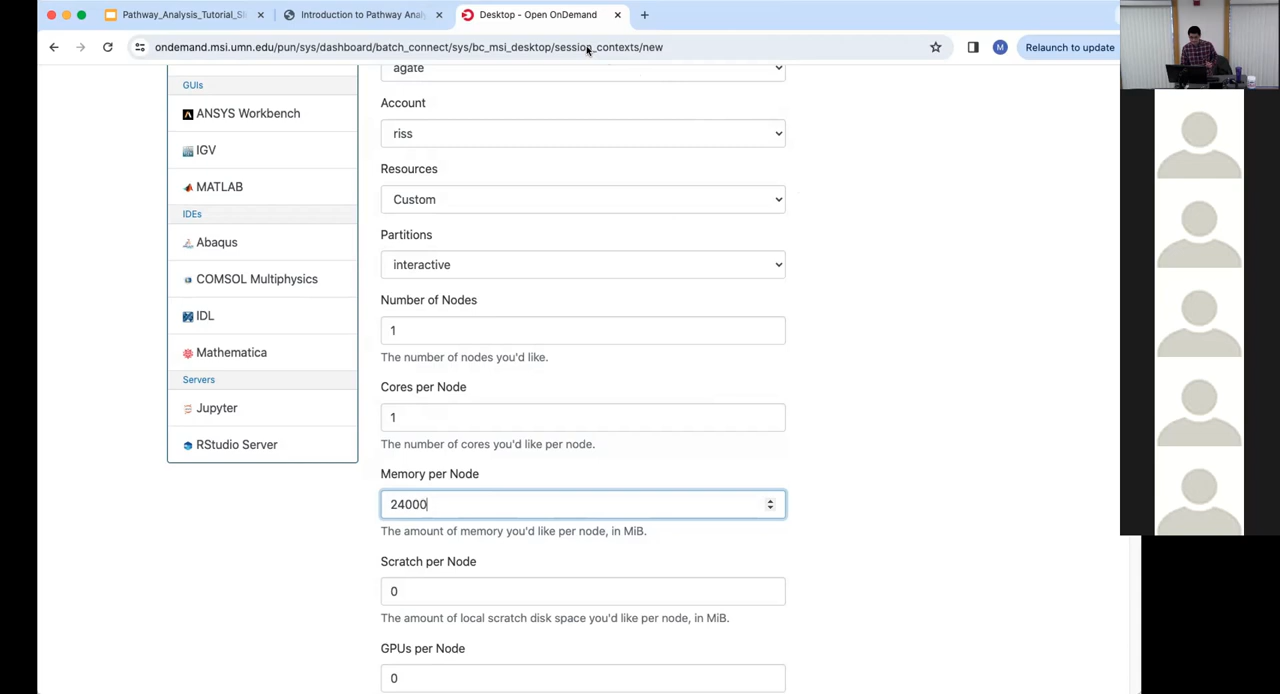 Pathway_Analysis_Tutorial_Sl
Introduction to Pathway Anal
Desktop - Open OnDemand
ondemand.msi.umn.edu/pun/sys/dashboard/batch_connect/sys/bc_msi_desktop/session_contexts/new
M
Relaunch to update
agate
GUIs
ANSYS Workbench
IGV
MATLAB
IDEs
Abaqus
COMSOL Multiphysics
IDL
Mathematica
Servers
Jupyter
RStudio Server
Account
riss
Resources
Custom
Partitions
interactive
Number of Nodes
1
The number of nodes you'd like.
Cores per Node
1
The number of cores you'd like per node.
Memory per Node
24000
The amount of memory you'd like per node, in MiB.
Scratch per Node
0
The amount of local scratch disk space you'd like per node, in MiB.
GPUs per Node
0